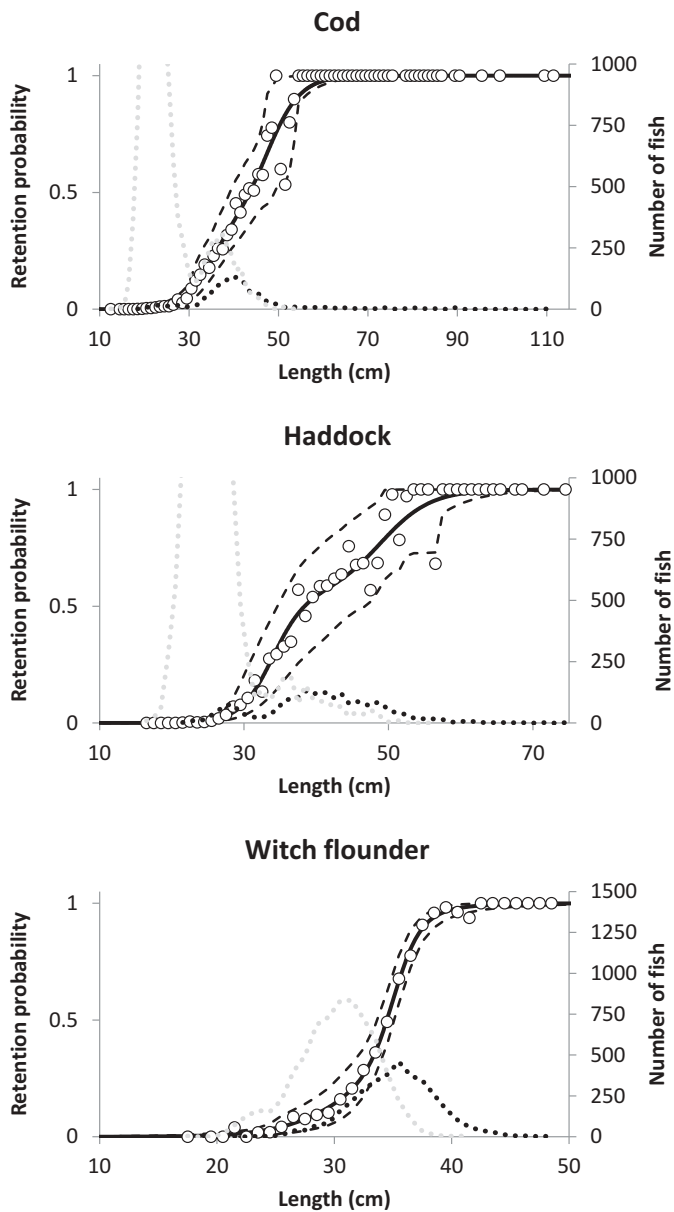 Cod
Retention probability
1
0.5
0
1000
750
500
250
0
Number of fish
10 30 50 70 90 110
Length (cm)
Haddock
Retention probability
1
0.5
0
1000
750
500
250
0
Number of fish
10 30 50 70
Length (cm)
Witch flounder
Retention probability
1
0.5
0
1500
1250
1000
750
500
250
0
Number of fish
10 20 30 40 50
Length (cm)